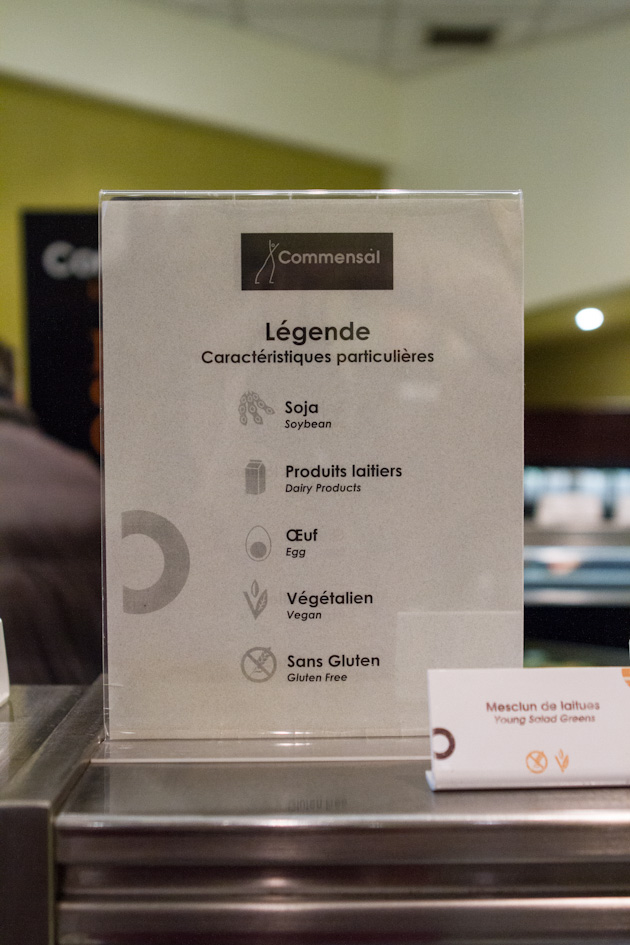 Commensal
Légende
Caractéristiques particulières
Soja
Soybean
Produits laitiers
Dairy Products
Œuf
Egg
Végétalien
Vegan
Sans Gluten
Gluten Free
Mesclun de laitues
Young Salad Greens